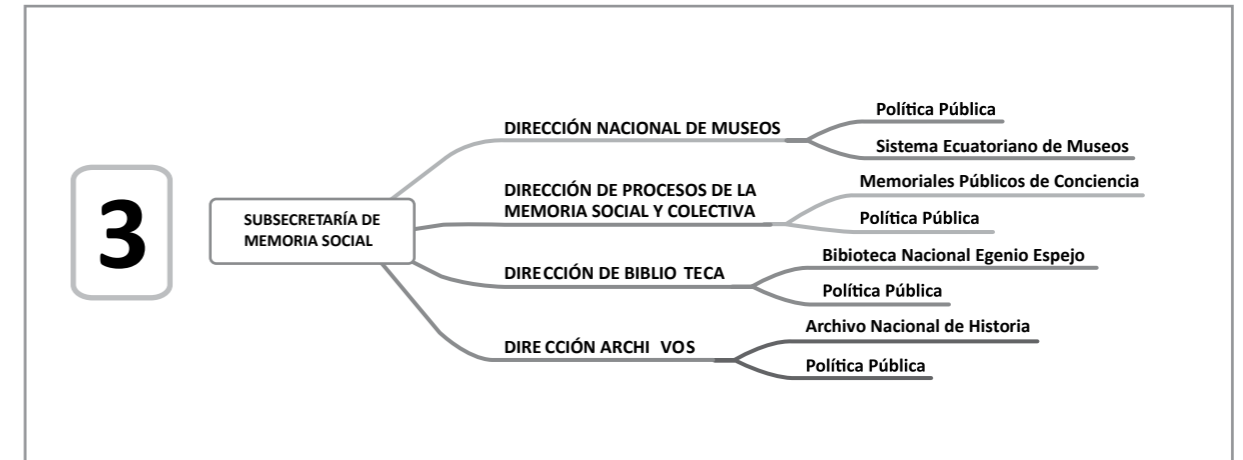 3
SUBSECRETARÍA DE
MEMORIA SOCIAL
DIRECCIÓN NACIONAL DE MUSEOS
Política Pública
Sistema Ecuatoriano de Museos
DIRECCIÓN DE PROCESOS DE LA
MEMORIA SOCIAL Y COLECTIVA
Memoriales Públicos de Conciencia
Política Pública
DIRECCIÓN DE BIBLIO TECA
Bibioteca Nacional Egenio Espejo
Política Pública
DIRE CCIÓN ARCHI VOS
Archivo Nacional de Historia
Política Pública